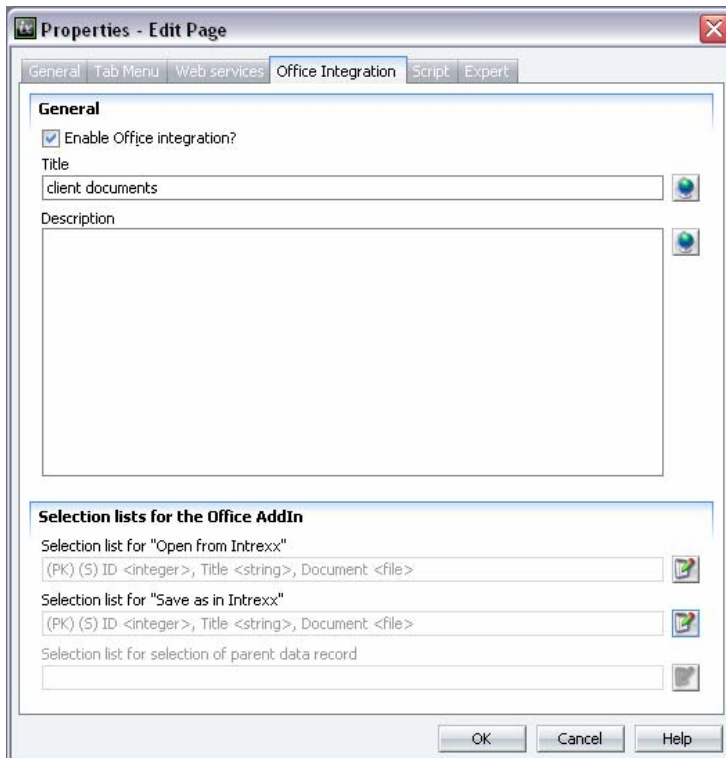 Properties - Edit Page
General Tab Menu Web services Office Integration Script Expert
General
Enable Office integration?
Title
client documents
Description
Selection lists for the Office AddIn
Selection list for "Open from Intrexx"
(PK) (S) ID <integer>, Title <string>, Document <file>
Selection list for "Save as in Intrexx"
(PK) (S) ID <integer>, Title <string>, Document <file>
Selection list for selection of parent data record
OK Cancel Help